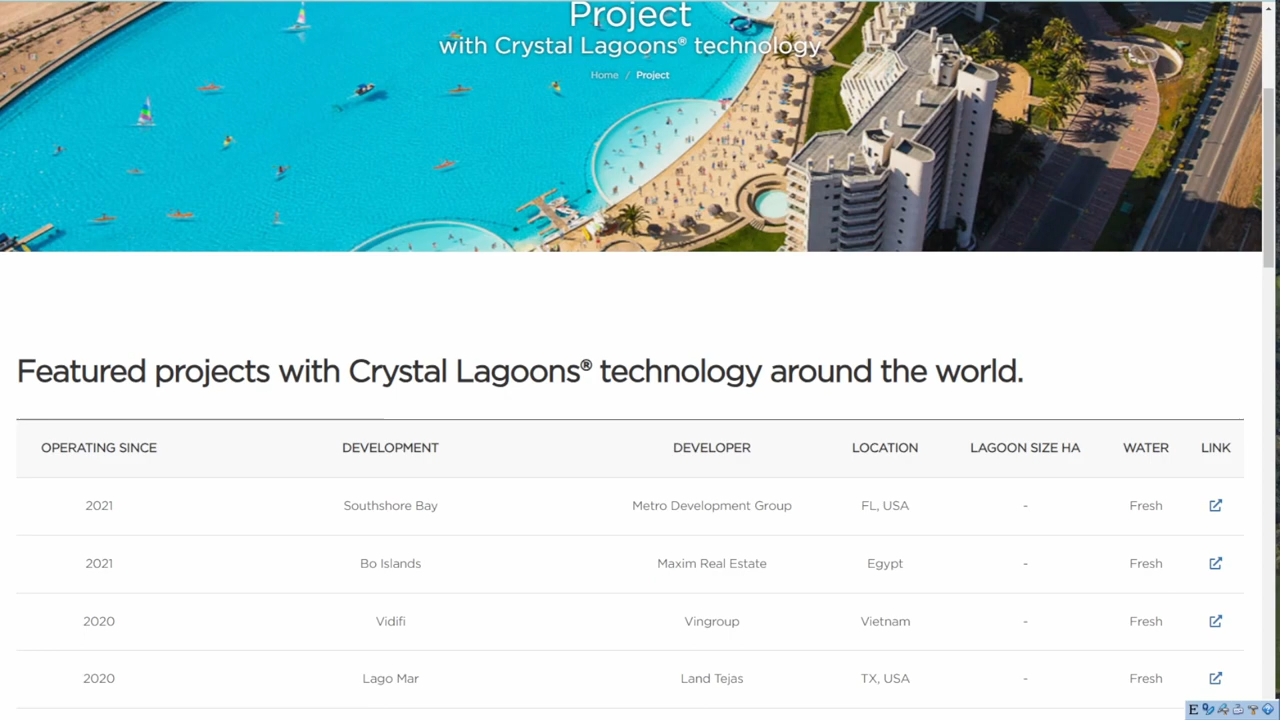 Project
with Crystal Lagoons® technology
Home / Project
Featured projects with Crystal Lagoons® technology around the world.
OPERATING SINCE DEVELOPMENT DEVELOPER LOCATION LAGOON SIZE HA WATER LINK
2021 Southshore Bay Metro Development Group FL, USA - Fresh
2021 Bo Islands Maxim Real Estate Egypt - Fresh
2020 Vidifi Vingroup Vietnam - Fresh
2020 Lago Mar Land Tejas TX, USA - Fresh
E